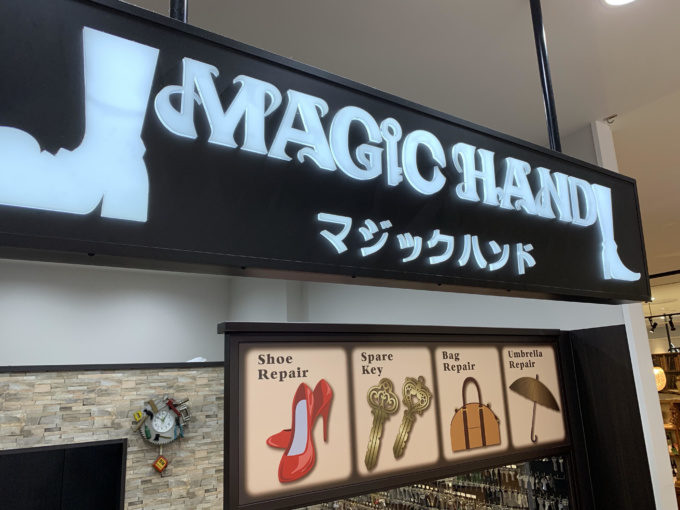 MAGIC HAND
マジックハンド
Shoe
Repair
Spare
Key
Bag
Repair
Umbrella
Repair